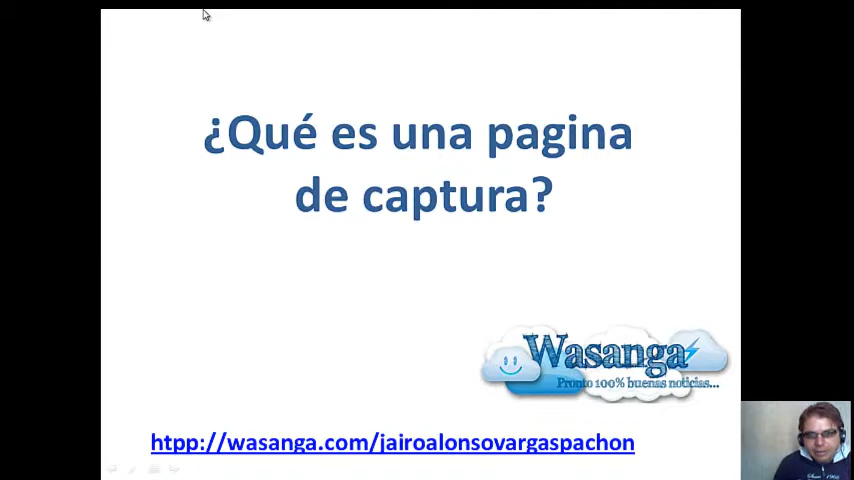 ¿Qué es una pagina
de captura?
Wasanga
Pronto 100% buenas noticias...
htpp://wasanga.com/jairoalonsovargaspachon